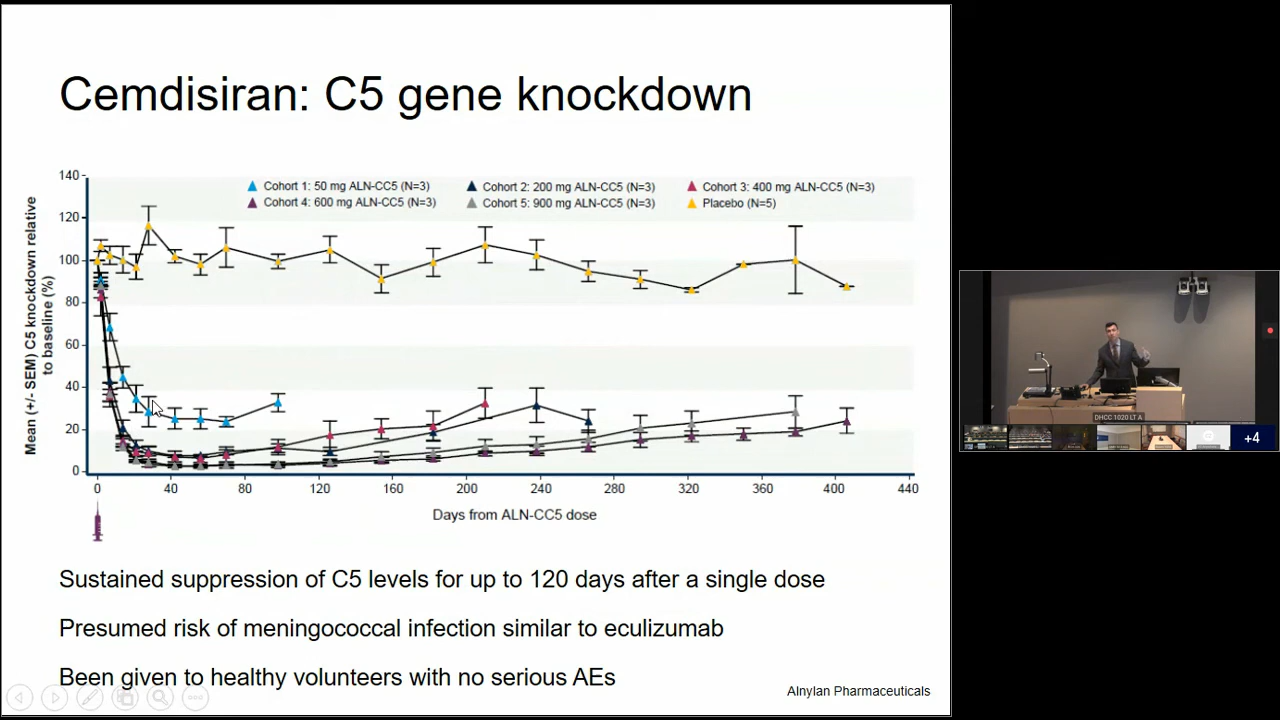 Cemdisiran: C5 gene knockdown
Mean (+/- SEM) C5 knockdown relative
to baseline (%)
140
120
100
80
60
40
20
0
Cohort 1: 50 mg ALN-CC5 (N=3)
Cohort 2: 200 mg ALN-CC5 (N=3)
Cohort 3: 400 mg ALN-CC5 (N=3)
Cohort 4: 600 mg ALN-CC5 (N=3)
Cohort 5: 900 mg ALN-CC5 (N=3)
Placebo (N=5)
0 40 80 120 160 200 240 280 320 360 400 440
Days from ALN-CC5 dose
Sustained suppression of C5 levels for up to 120 days after a single dose
Presumed risk of meningococcal infection similar to eculizumab
Been given to healthy volunteers with no serious AEs
Alnylan Pharmaceuticals
DHCC 1020 LT A
+4